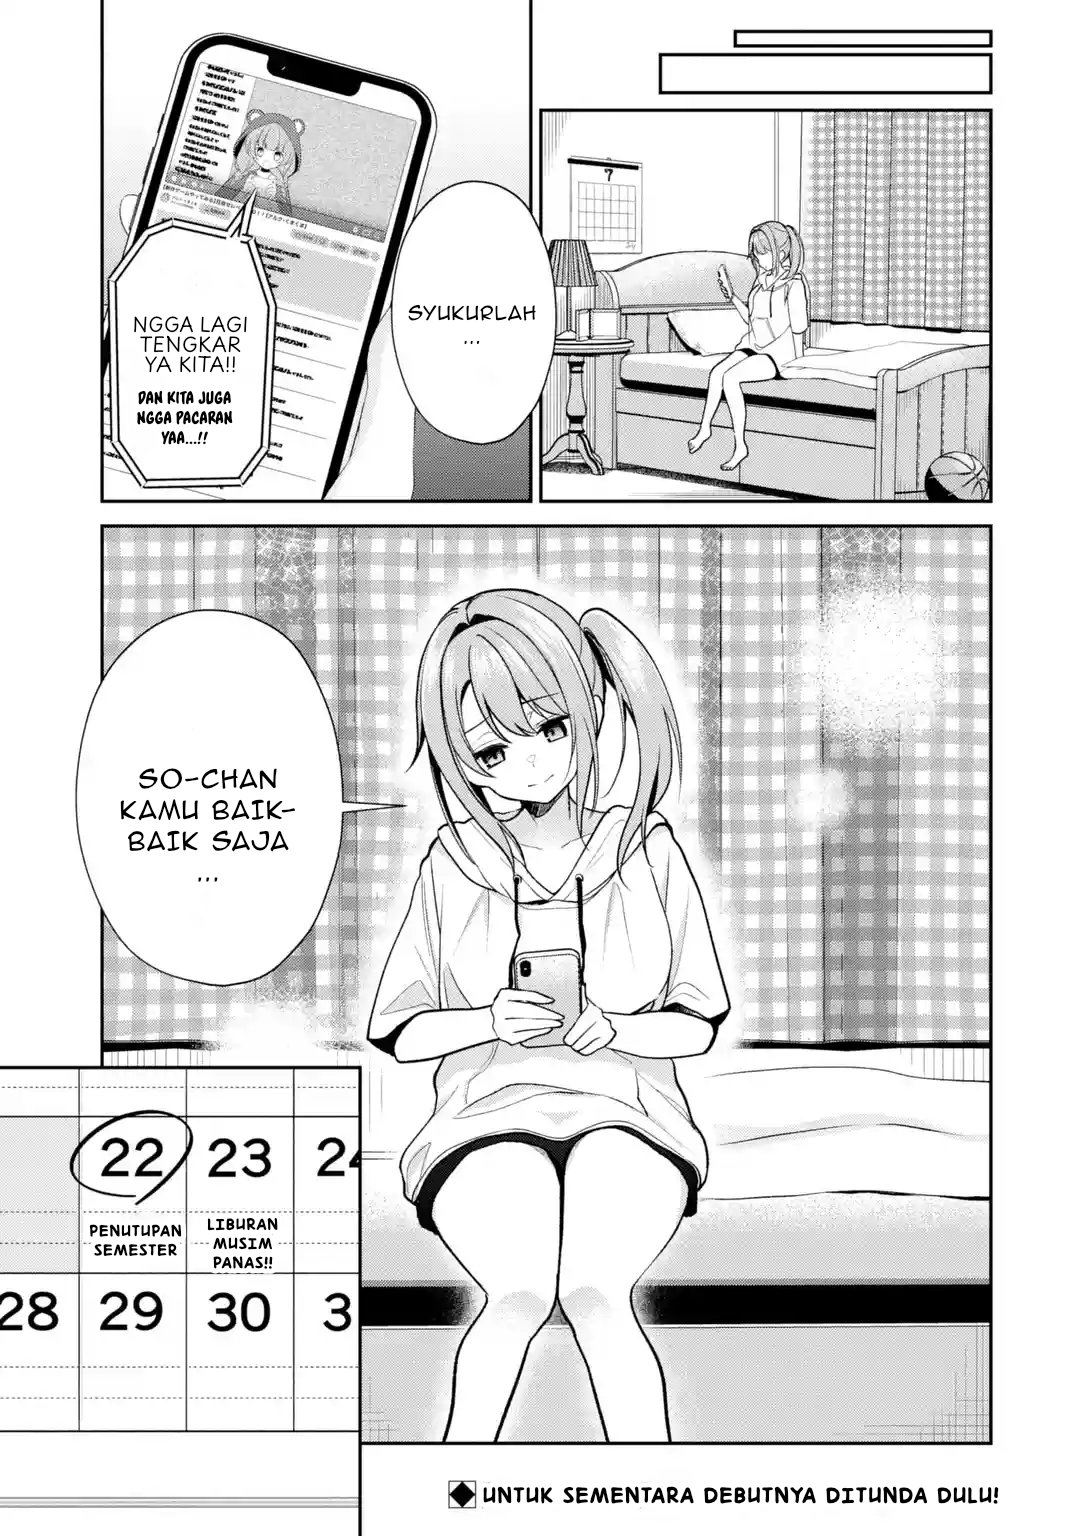 7
SYUKURLAH
...
NGGA LAGI
TENGKAR
YA KITA!!
DAN KITA JUGA
NGGA PACARAN
YAA...!!
SO-CHAN
KAMU BAIK-
BAIK SAJA
...
22 23 24
PENUTUPAN
SEMESTER
LIBURAN
MUSIM
PANAS!!
28 29 30 3
UNTUK SEMENTARA DEBUTNYA DITUNDA DULU!